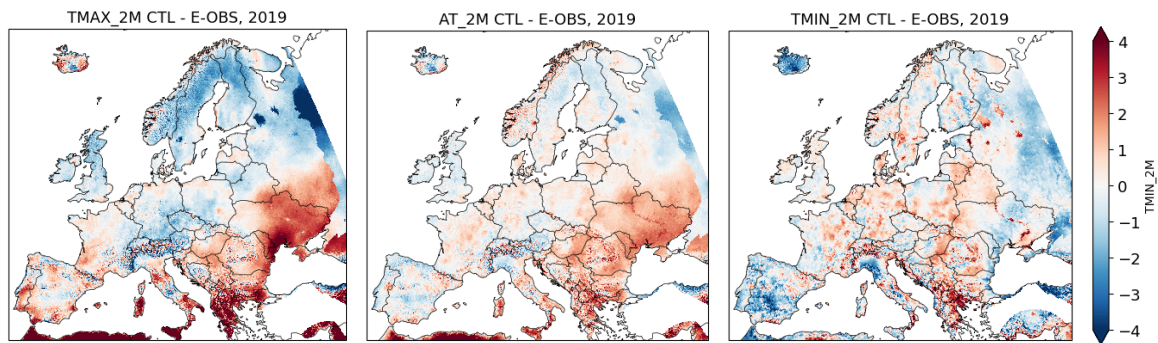 TMAX_2M CTL - E-OBS, 2019
AT_2M CTL - E-OBS, 2019
TMIN_2M CTL - E-OBS, 2019
4
3
2
1
0
−1
−2
−3
−4
TMIN_2M